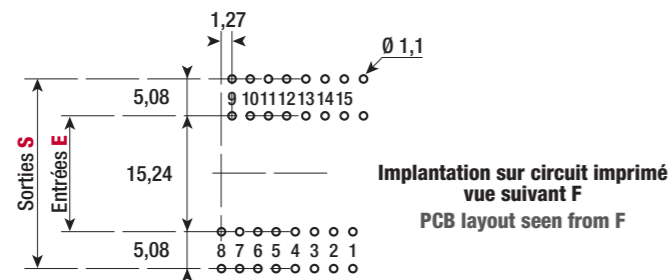 1,27
Ø 1,1
5,08
9 10 11 12 13 14 15
Sorties S
Entrées E
15,24
Implantation sur circuit imprimé
vue suivant F
PCB layout seen from F
5,08
8 7 6 5 4 3 2 1